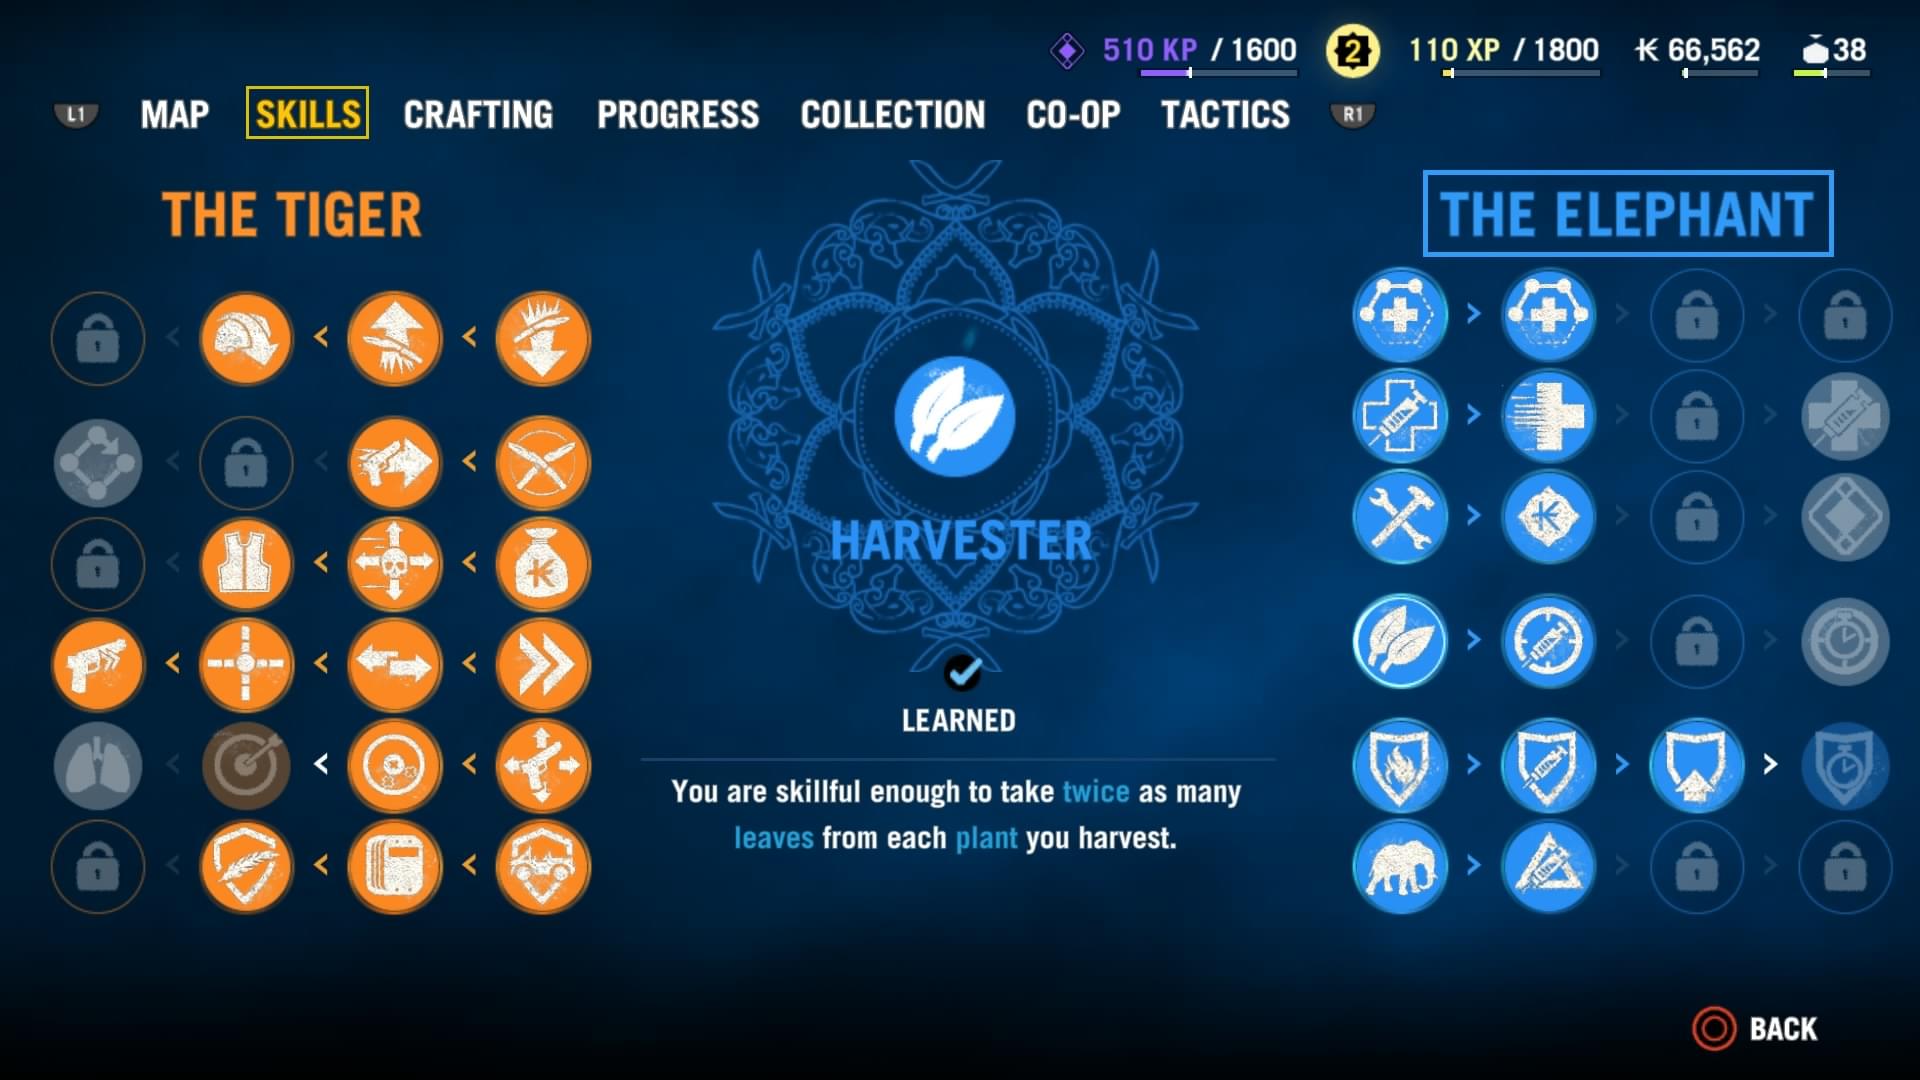 510 KP / 1600
2
110 XP / 1800
K 66,562
38
L1 MAP SKILLS CRAFTING PROGRESS COLLECTION CO-OP TACTICS R1
THE TIGER
THE ELEPHANT
HARVESTER
LEARNED
You are skillful enough to take twice as many
leaves from each plant you harvest.
BACK